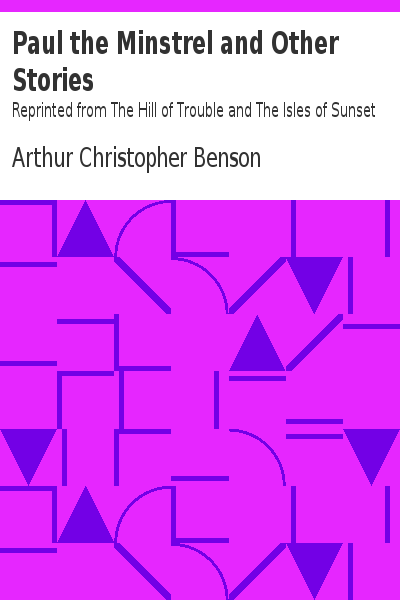 Paul the Minstrel and Other
Stories
Reprinted from The Hill of Trouble and The Isles of Sunset
Arthur Christopher Benson